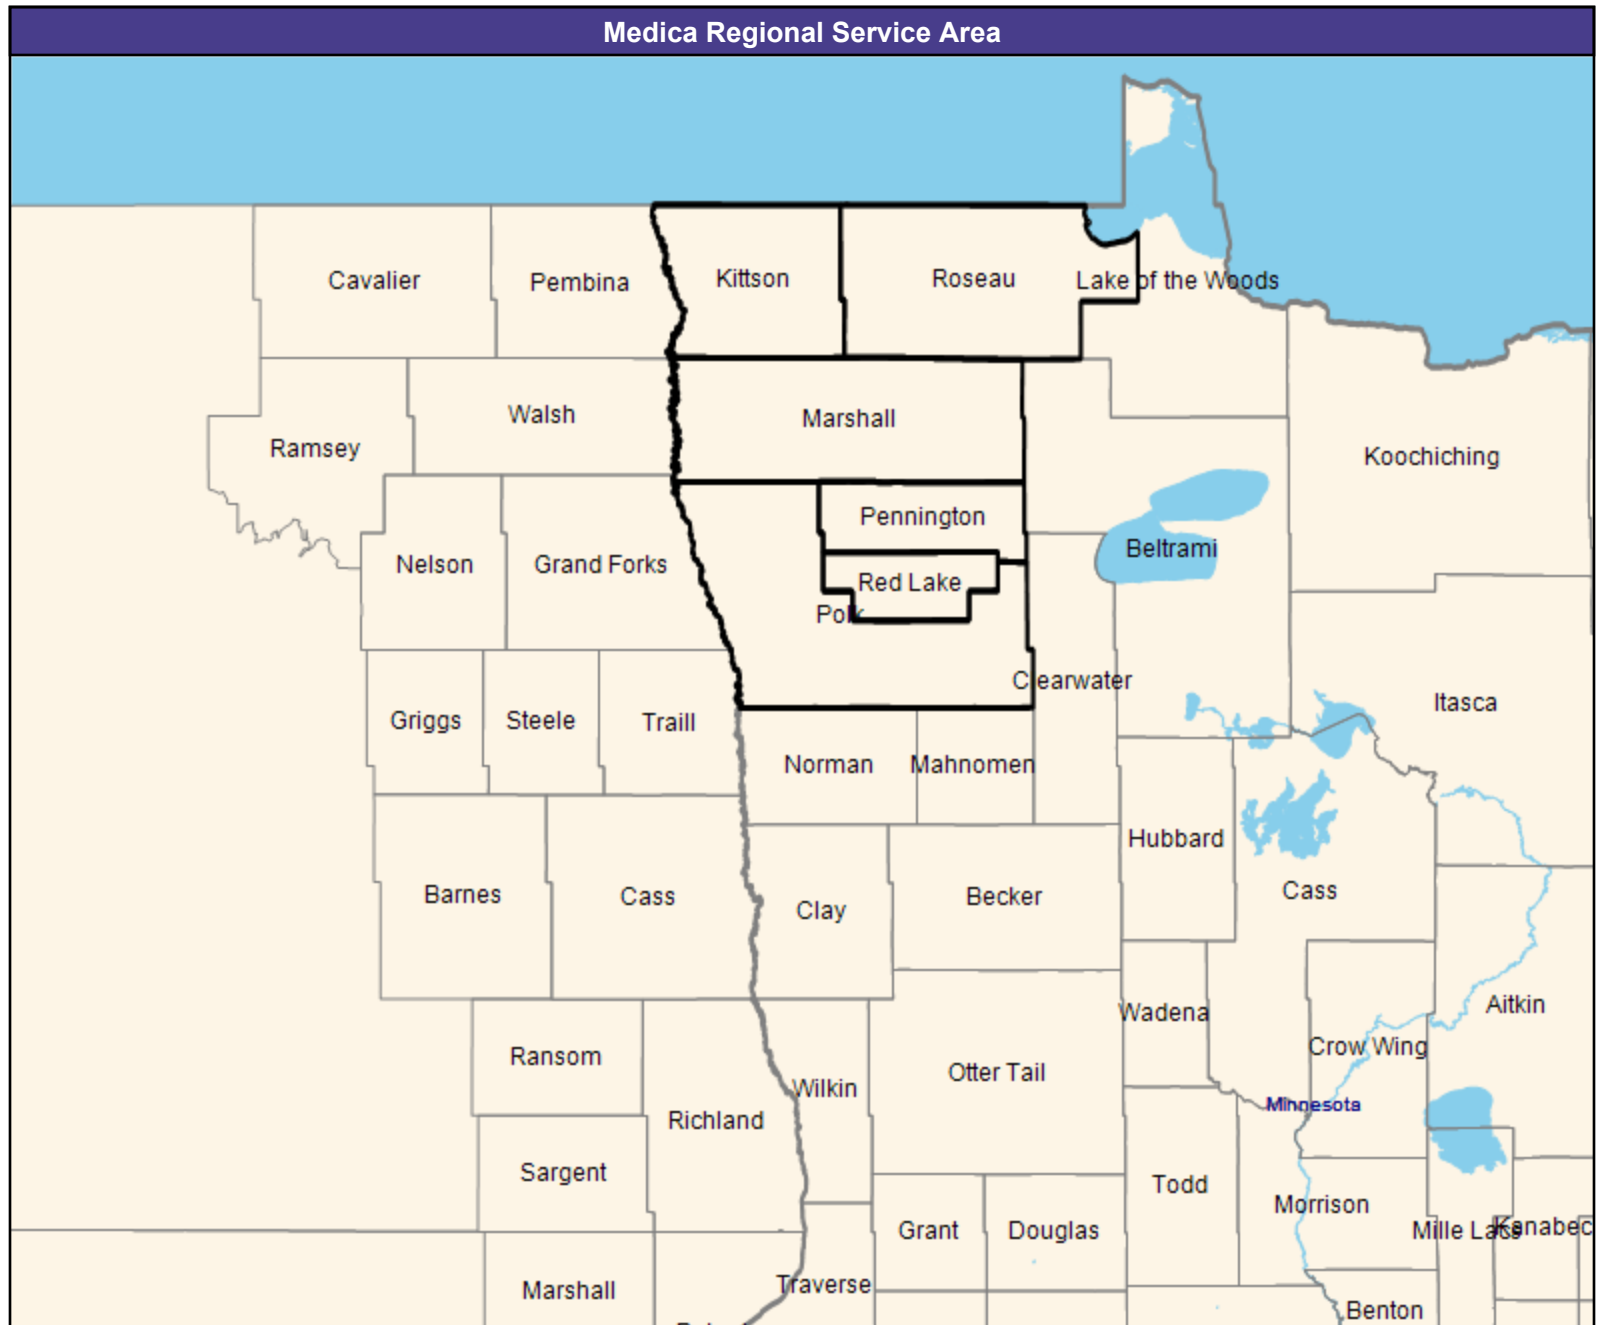 Medica Regional Service Area
Cavalier
Pembina
Kittson
Roseau
Lake of the Woods
Walsh
Marshall
Ramsey
Koochiching
Pennington
Nelson
Grand Forks
Beltrami
Red Lake
Polk
Clearwater
Griggs
Steele
Traill
Itasca
Norman
Mahnomen
Hubbard
Barnes
Cass
Clay
Becker
Cass
Wadena
Aitkin
Ransom
Otter Tail
Crow Wing
Wilkin
Minnesota
Richland
Sargent
Todd
Morrison
Grant
Douglas
Mille Lacs
Kanabec
Marshall
Traverse
Benton